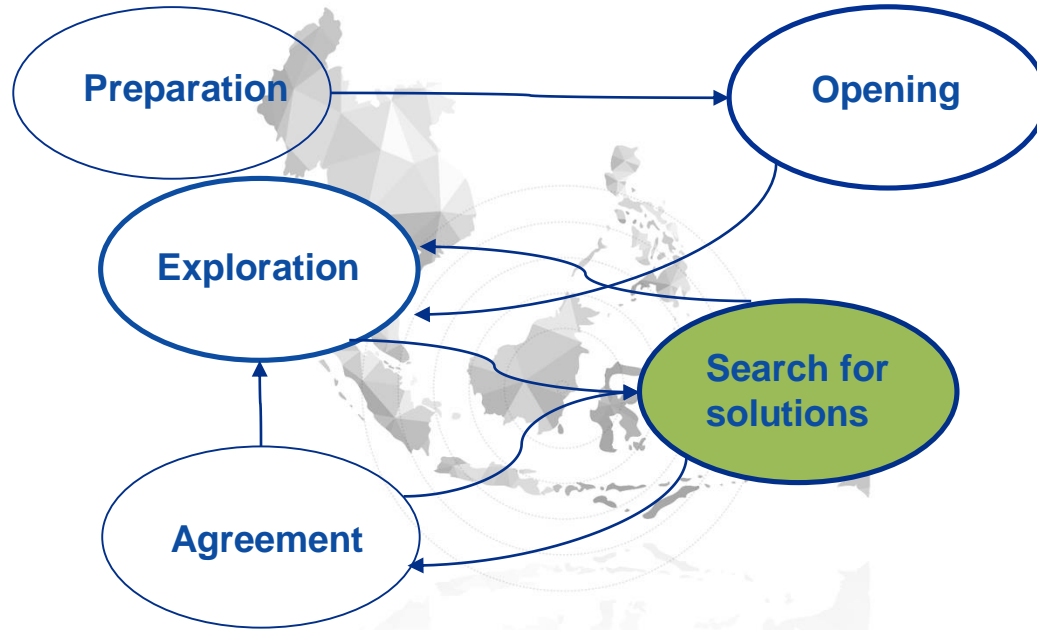 Preparation
Opening
Exploration
Search for
solutions
Agreement